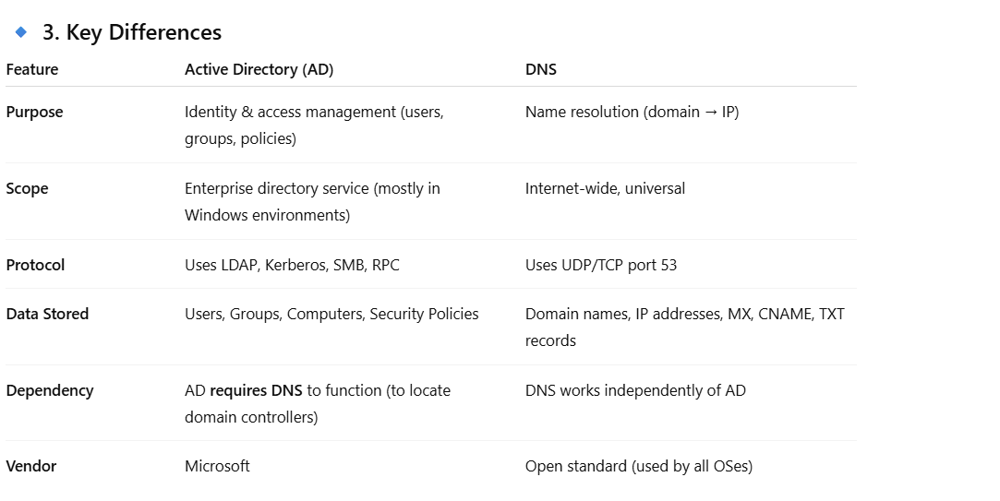 🔹 3. Key Differences
Feature Active Directory (AD) DNS
Purpose Identity & access management (users, Name resolution (domain → IP)
groups, policies)
Scope Enterprise directory service (mostly in Internet-wide, universal
Windows environments)
Protocol Uses LDAP, Kerberos, SMB, RPC Uses UDP/TCP port 53
Data Stored Users, Groups, Computers, Security Policies Domain names, IP addresses, MX, CNAME, TXT
records
Dependency AD requires DNS to function (to locate DNS works independently of AD
domain controllers)
Vendor Microsoft Open standard (used by all OSes)